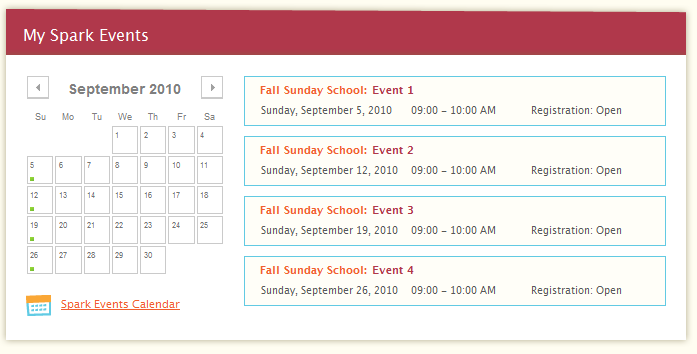 My Spark Events
September 2010
Su Mo Tu We Th Fr Sa
1 2 3 4
5 6 7 8 9 10 11
12 13 14 15 16 17 18
19 20 21 22 23 24 25
26 27 28 29 30
Spark Events Calendar
Fall Sunday School: Event 1
Sunday, September 5, 2010 09:00 – 10:00 AM Registration: Open
Fall Sunday School: Event 2
Sunday, September 12, 2010 09:00 – 10:00 AM Registration: Open
Fall Sunday School: Event 3
Sunday, September 19, 2010 09:00 – 10:00 AM Registration: Open
Fall Sunday School: Event 4
Sunday, September 26, 2010 09:00 – 10:00 AM Registration: Open